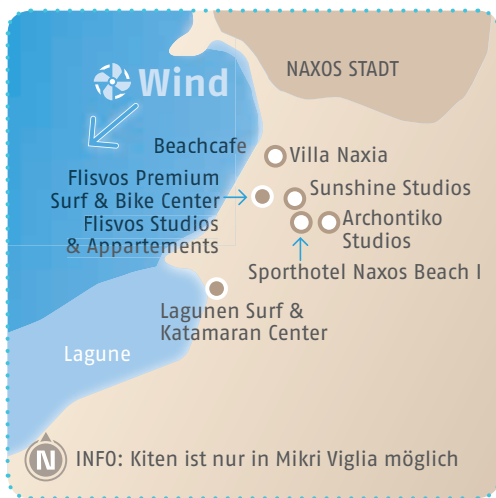 NAXOS STADT
Wind
Beachcafe
Villa Naxia
Flisvos Premium
Surf & Bike Center
Flisvos Studios
& Appartements
Sunshine Studios
Archontiko
Studios
Sporthotel Naxos Beach I
Lagunen Surf &
Katamaran Center
Lagune
N
INFO: Kiten ist nur in Mikri Viglia möglich